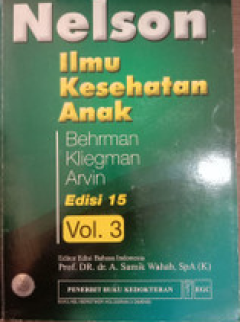 Nelson
Ilmu
Kesehatan
Anak
Behrman
Kliegman
Arvin
Edisi 15
Vol. 3
Editor Edisi Bahasa Indonesia
Prof. DR. dr. A. Samik Wahab, SpA (K)
PENERBIT BUKU KEDOKTERAN EGC